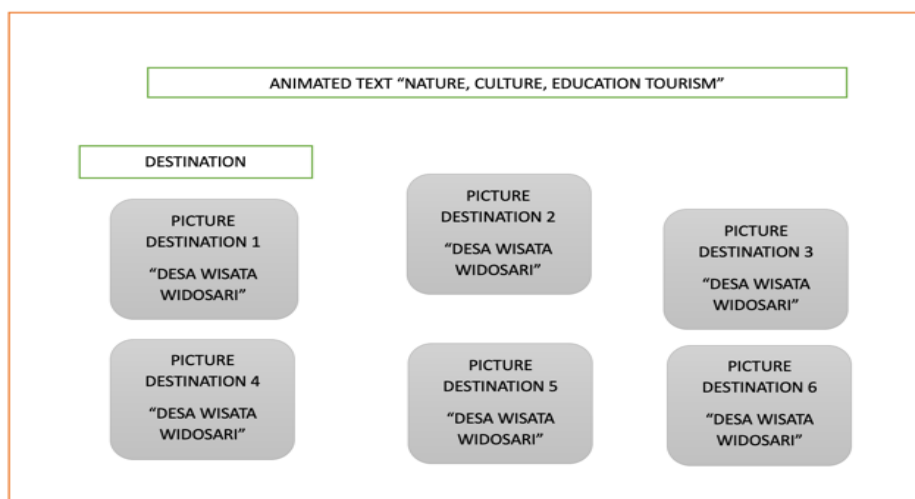 ANIMATED TEXT “NATURE, CULTURE, EDUCATION TOURISM”
DESTINATION
PICTURE
DESTINATION 1
“DESA WISATA
WIDOSARI”
PICTURE
DESTINATION 2
“DESA WISATA
WIDOSARI”
PICTURE
DESTINATION 3
“DESA WISATA
WIDOSARI”
PICTURE
DESTINATION 4
“DESA WISATA
WIDOSARI”
PICTURE
DESTINATION 5
“DESA WISATA
WIDOSARI”
PICTURE
DESTINATION 6
“DESA WISATA
WIDOSARI”